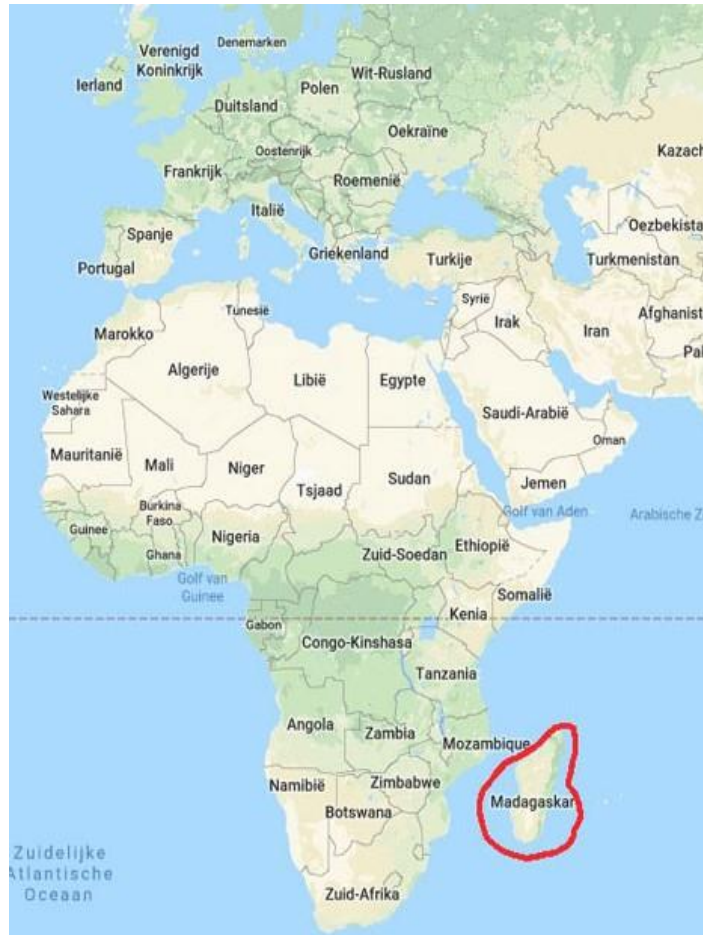 Denemarken
Verenigd
Koninkrijk
Ierland
Wit-Rusland
Polen
Duitsland
Oekraïne
Oostenrijk
Kazach
Frankrijk
Roemenië
Italië
Oezbekista
Spanje
Griekenland
Turkije
Turkmenistan
Portugal
Syrië
Tunesië
Afghanist
Irak
Iran
Marokko
Pal
Algerije
Libië
Egypte
Westelijke
Sahara
Saudi-Arabië
Oman
Mauritanië
Mali
Niger
Tsjaad
Sudan
Jemen
Burkina
Faso
Golf van Aden
Arabische Z
Guinee
Nigeria
Ethiopië
Ghana
Zuid-Soedan
Golf van
Guinee
Somalië
Kenia
Gabon
Congo-Kinshasa
Tanzania
Angola
Zambia
Mozambique
Namibië
Zimbabwe
Madagaskar
Botswana
Zuidelijke
Atlantische
Oceaan
Zuid-Afrika